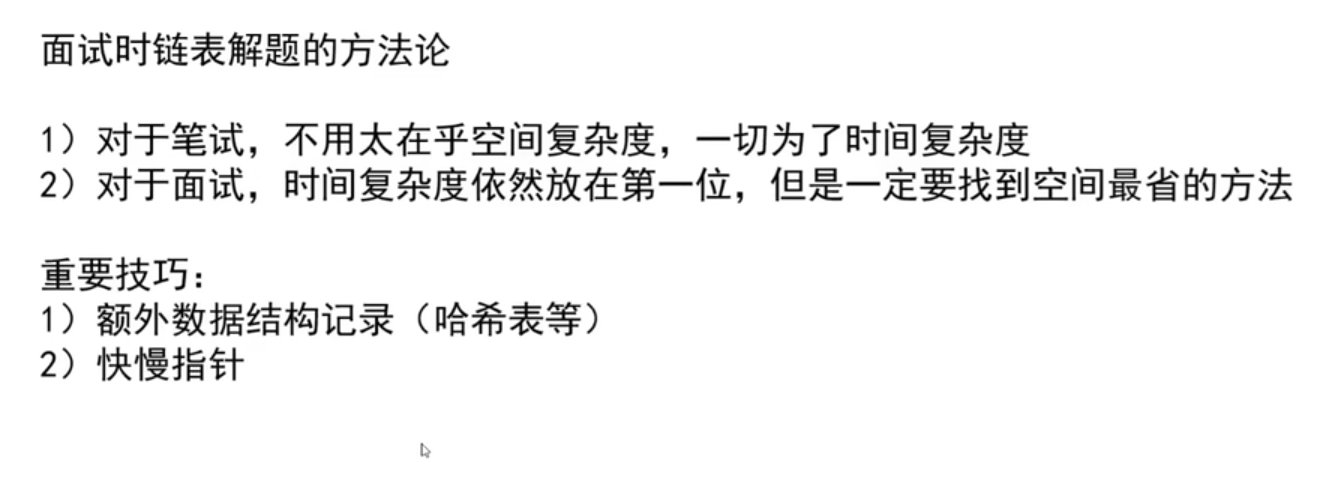 面试时链表解题的方法论
1）对于笔试，不用太在乎空间复杂度，一切为了时间复杂度
2）对于面试，时间复杂度依然放在第一位，但是一定要找到空间最省的方法
重要技巧：
1）额外数据结构记录（哈希表等）
2）快慢指针